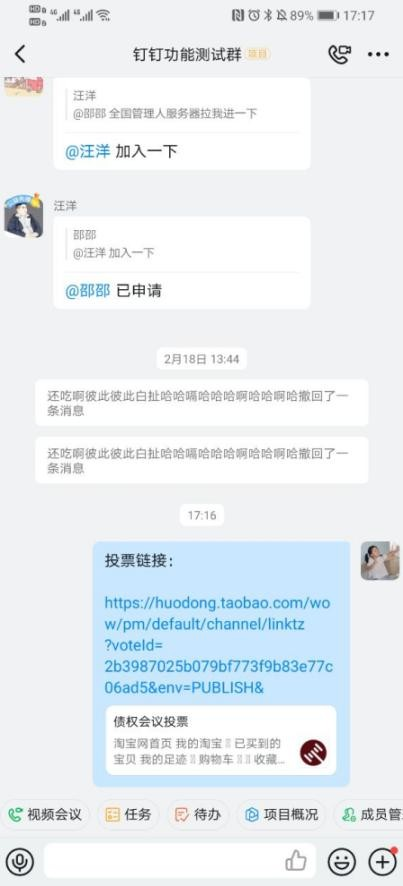 89% 17:17
钉钉功能测试群 项目
汪洋
@邵邵 全国管理人服务器拉我进一下
@汪洋 加入一下
汪洋
邵邵
@汪洋 加入一下
@邵邵 已申请
2月18日 13:44
还吃啊彼此彼此白扯哈哈嗝哈哈哈啊哈哈啊哈撤回了一
条消息
还吃啊彼此彼此白扯哈哈嗝哈哈哈啊哈哈啊哈撤回了一
条消息
17:16
投票链接:
https://huodong.taobao.com/wo
w/pm/default/channel/linktz
?voteId=
2b3987025b079bf773f9b83e77c
06ad5&env=PUBLISH&
债权会议投票
淘宝网首页 我的淘宝 已买到的
宝贝 我的足迹 购物车 收藏...
视频会议 任务 待办 项目概况 成员管